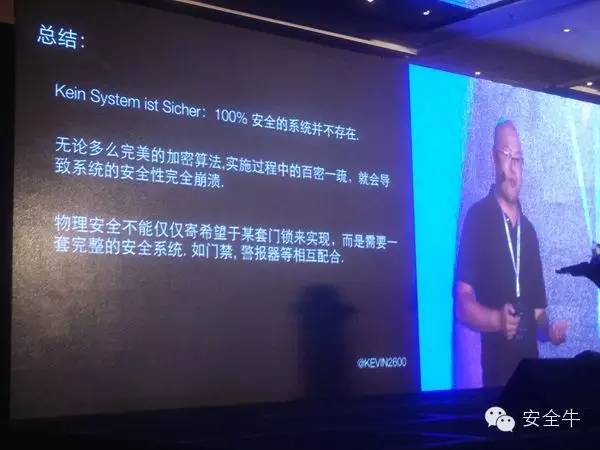 总结：
Kein System ist Sicher：100% 安全的系统并不存在.
无论多么完美的加密算法,实施过程中的百密一疏，就会导
致系统的安全性完全崩溃.
物理安全不能仅仅寄希望于某套门锁来实现，而是需要一
套完整的安全系统. 如门禁, 警报器等相互配合.
@KEVIN2600
安全牛